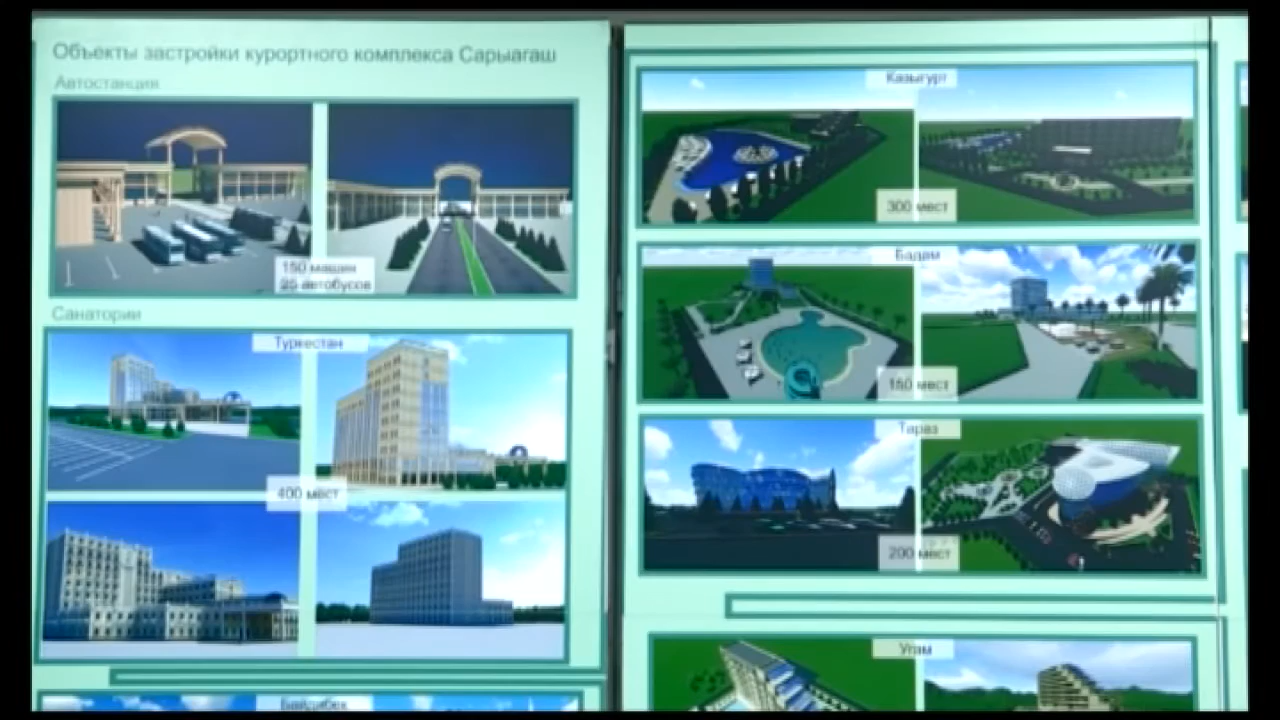 Объекты застройки курортного комплекса Сарыагаш
Автостанция
150 машин
25 автобусов
Санатории
Туркестан
400 мест
Байдибек
Казыгурт
300 мест
Бадам
150 мест
Тараз
200 мест
Угам